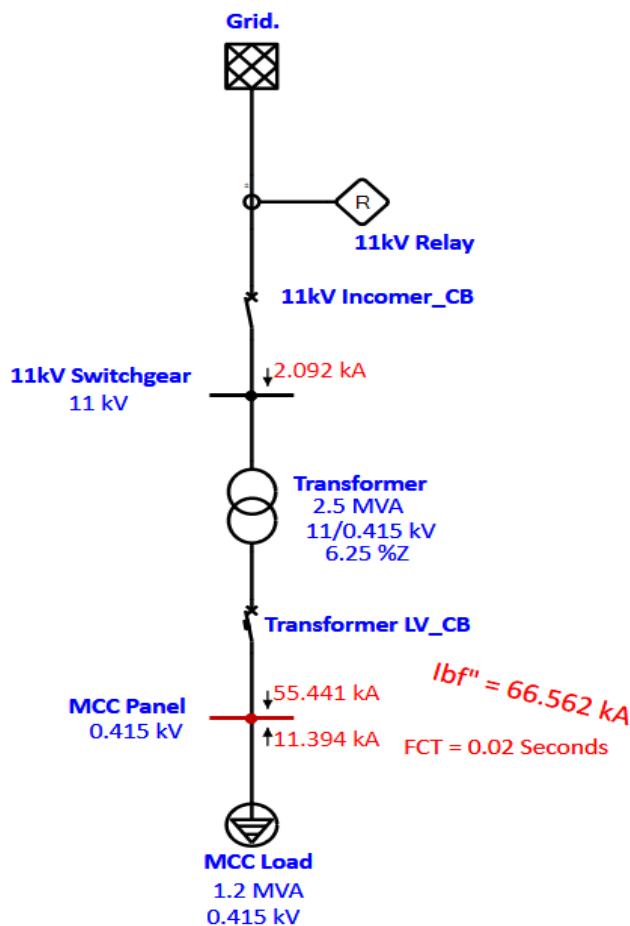 Grid.
R
11kV Relay
11kV Incomer_CB
2.092 kA
11kV Switchgear
11 kV
Transformer
2.5 MVA
11/0.415 kV
6.25 %Z
Transformer LV_CB
Ibf" = 66.562 kA
55.441 kA
MCC Panel
0.415 kV
11.394 kA
FCT = 0.02 Seconds
MCC Load
1.2 MVA
0.415 kV